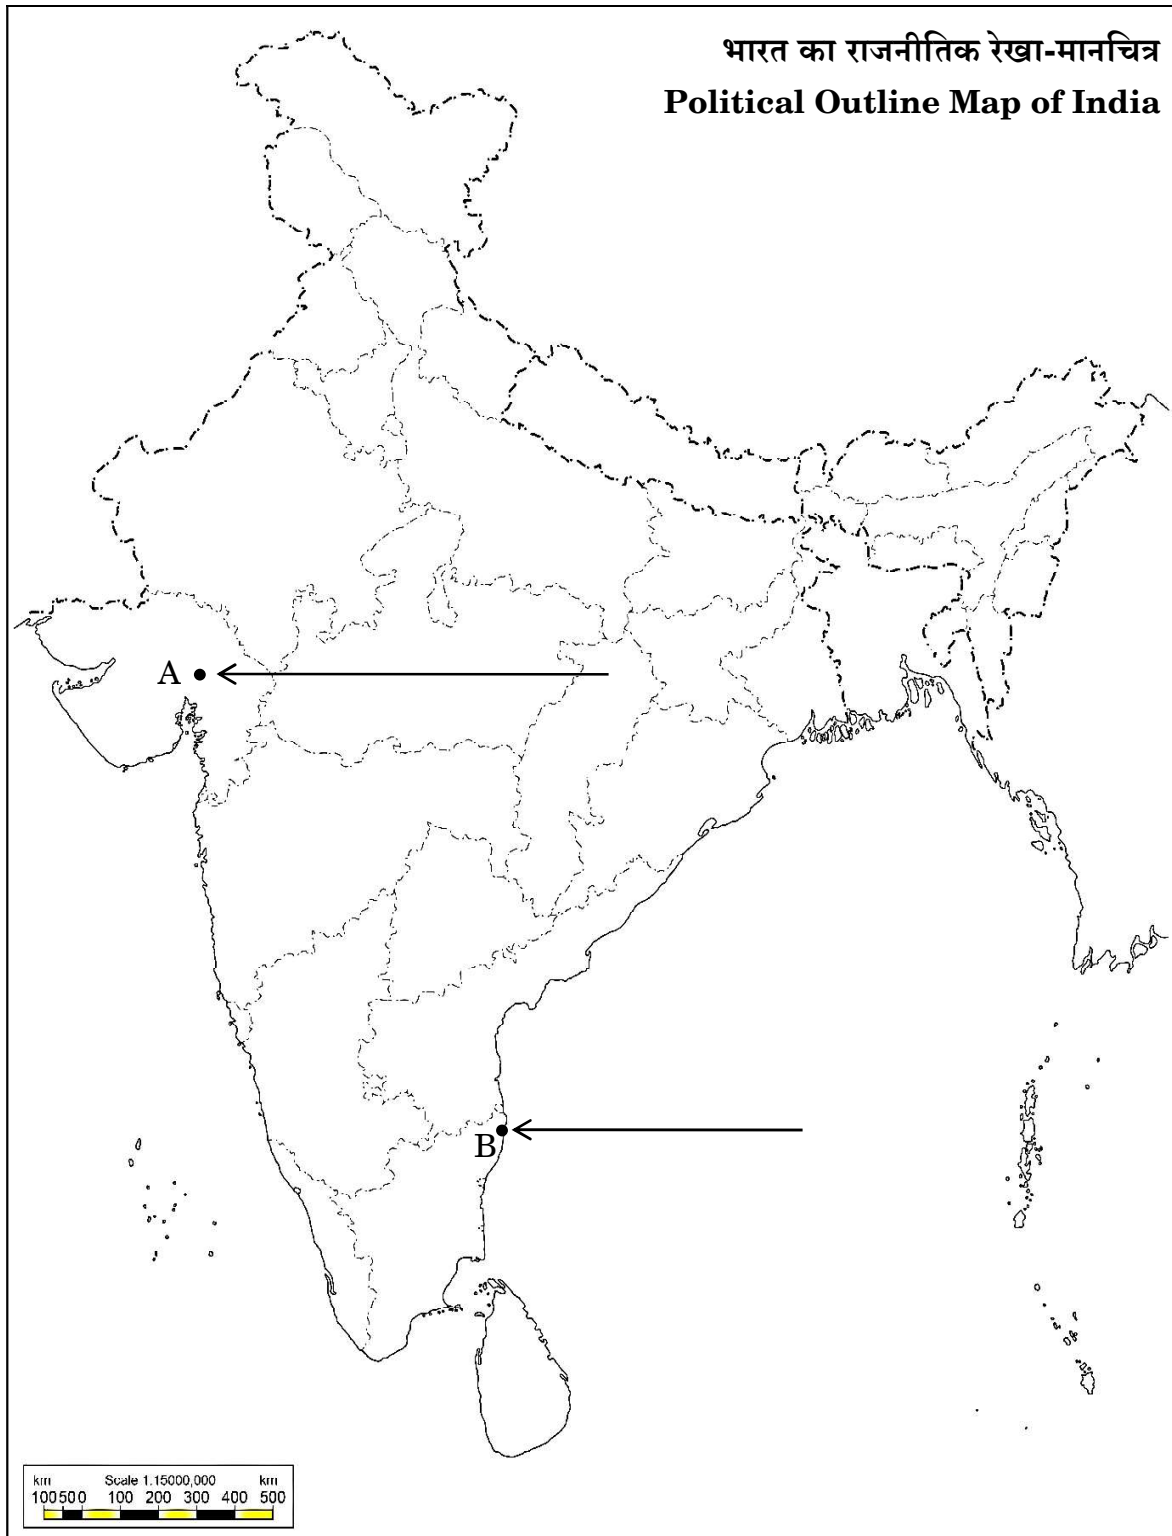 भारत का राजनीतिक रेखा-मानचित्र
Political Outline Map of India
A
B
km Scale 1:15000,000 km
100 50 0 100 200 300 400 500